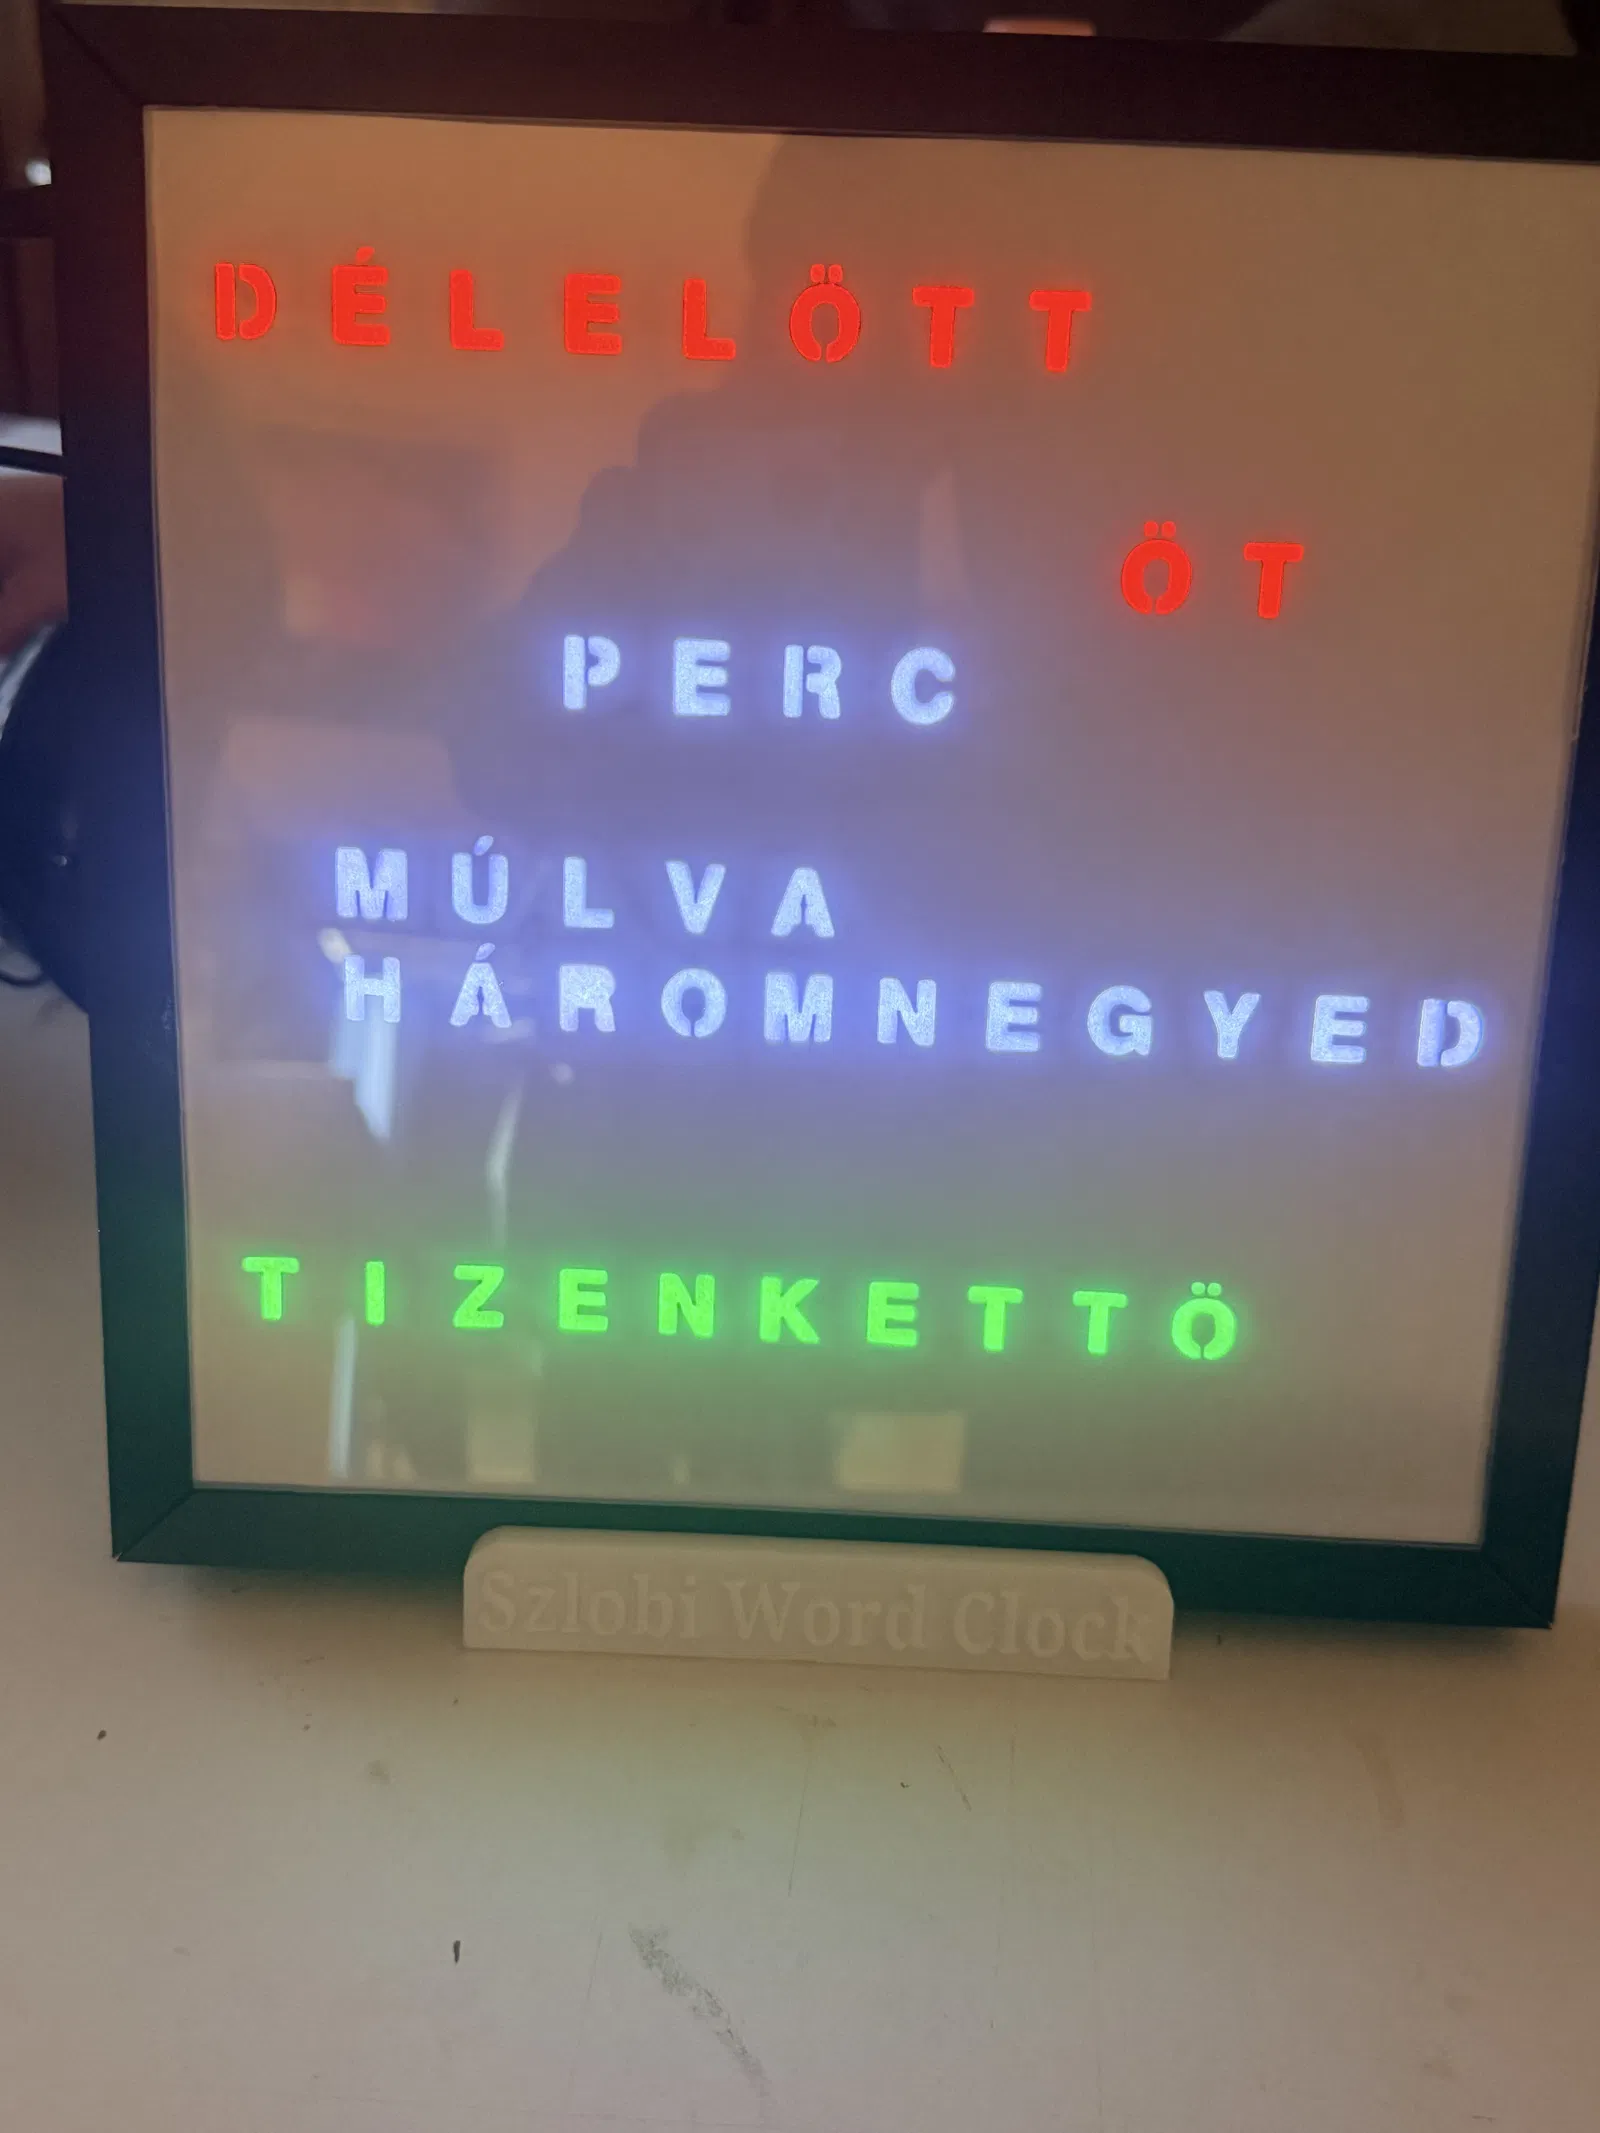 DÉLELÖTT
ÖT
PERC
MÚLVA
HÁROMNEGYED
TIZENKETTÖ
Szlobi Word Clock